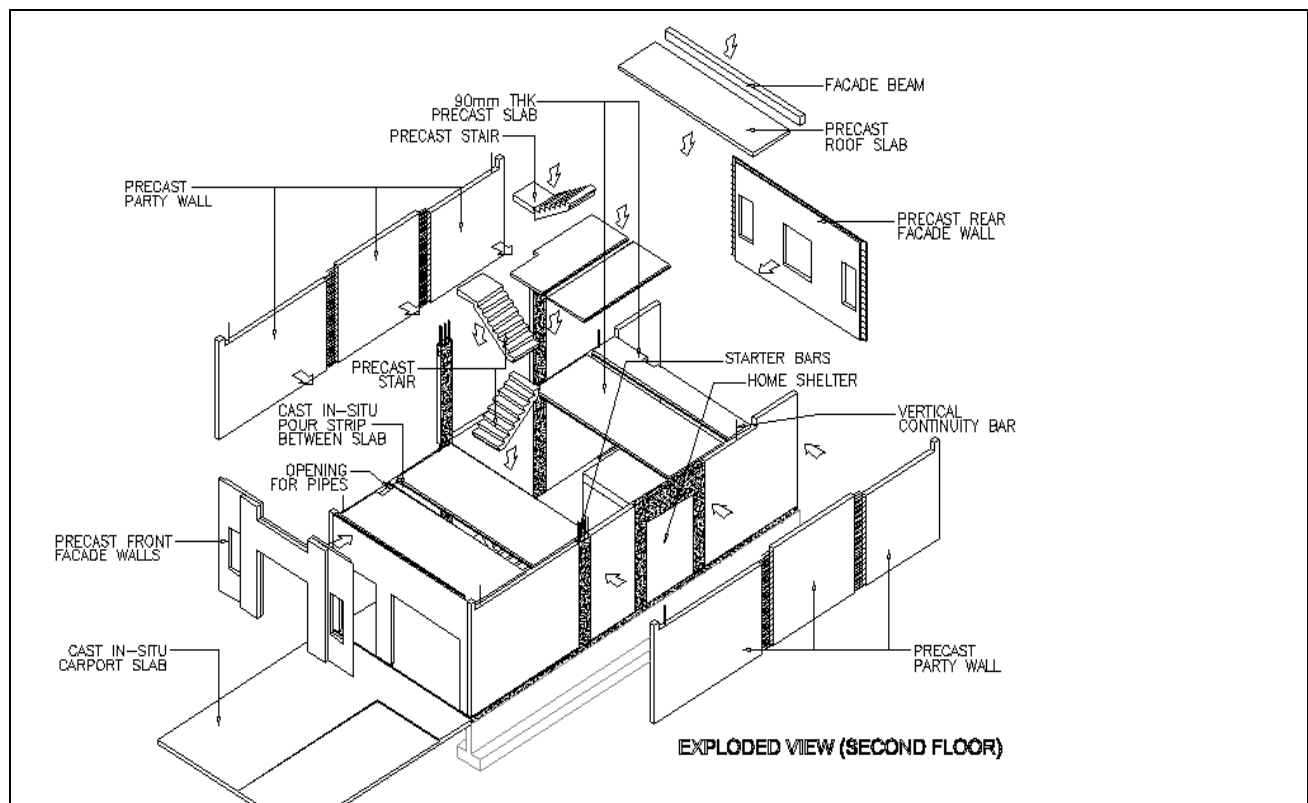 FACADE BEAM
90mm THK
PRECAST SLAB
PRECAST STAIR
PRECAST
ROOF SLAB
PRECAST
PARTY WALL
PRECAST REAR
FACADE WALL
PRECAST
STAIR
STARTER BARS
HOME SHELTER
CAST IN-SITU
POUR STRIP
BETWEEN SLAB
VERTICAL
CONTINUITY BAR
OPENING
FOR PIPES
PRECAST FRONT
FACADE WALLS
CAST IN-SITU
CARPORT SLAB
PRECAST
PARTY WALL
EXPLODED VIEW (SECOND FLOOR)